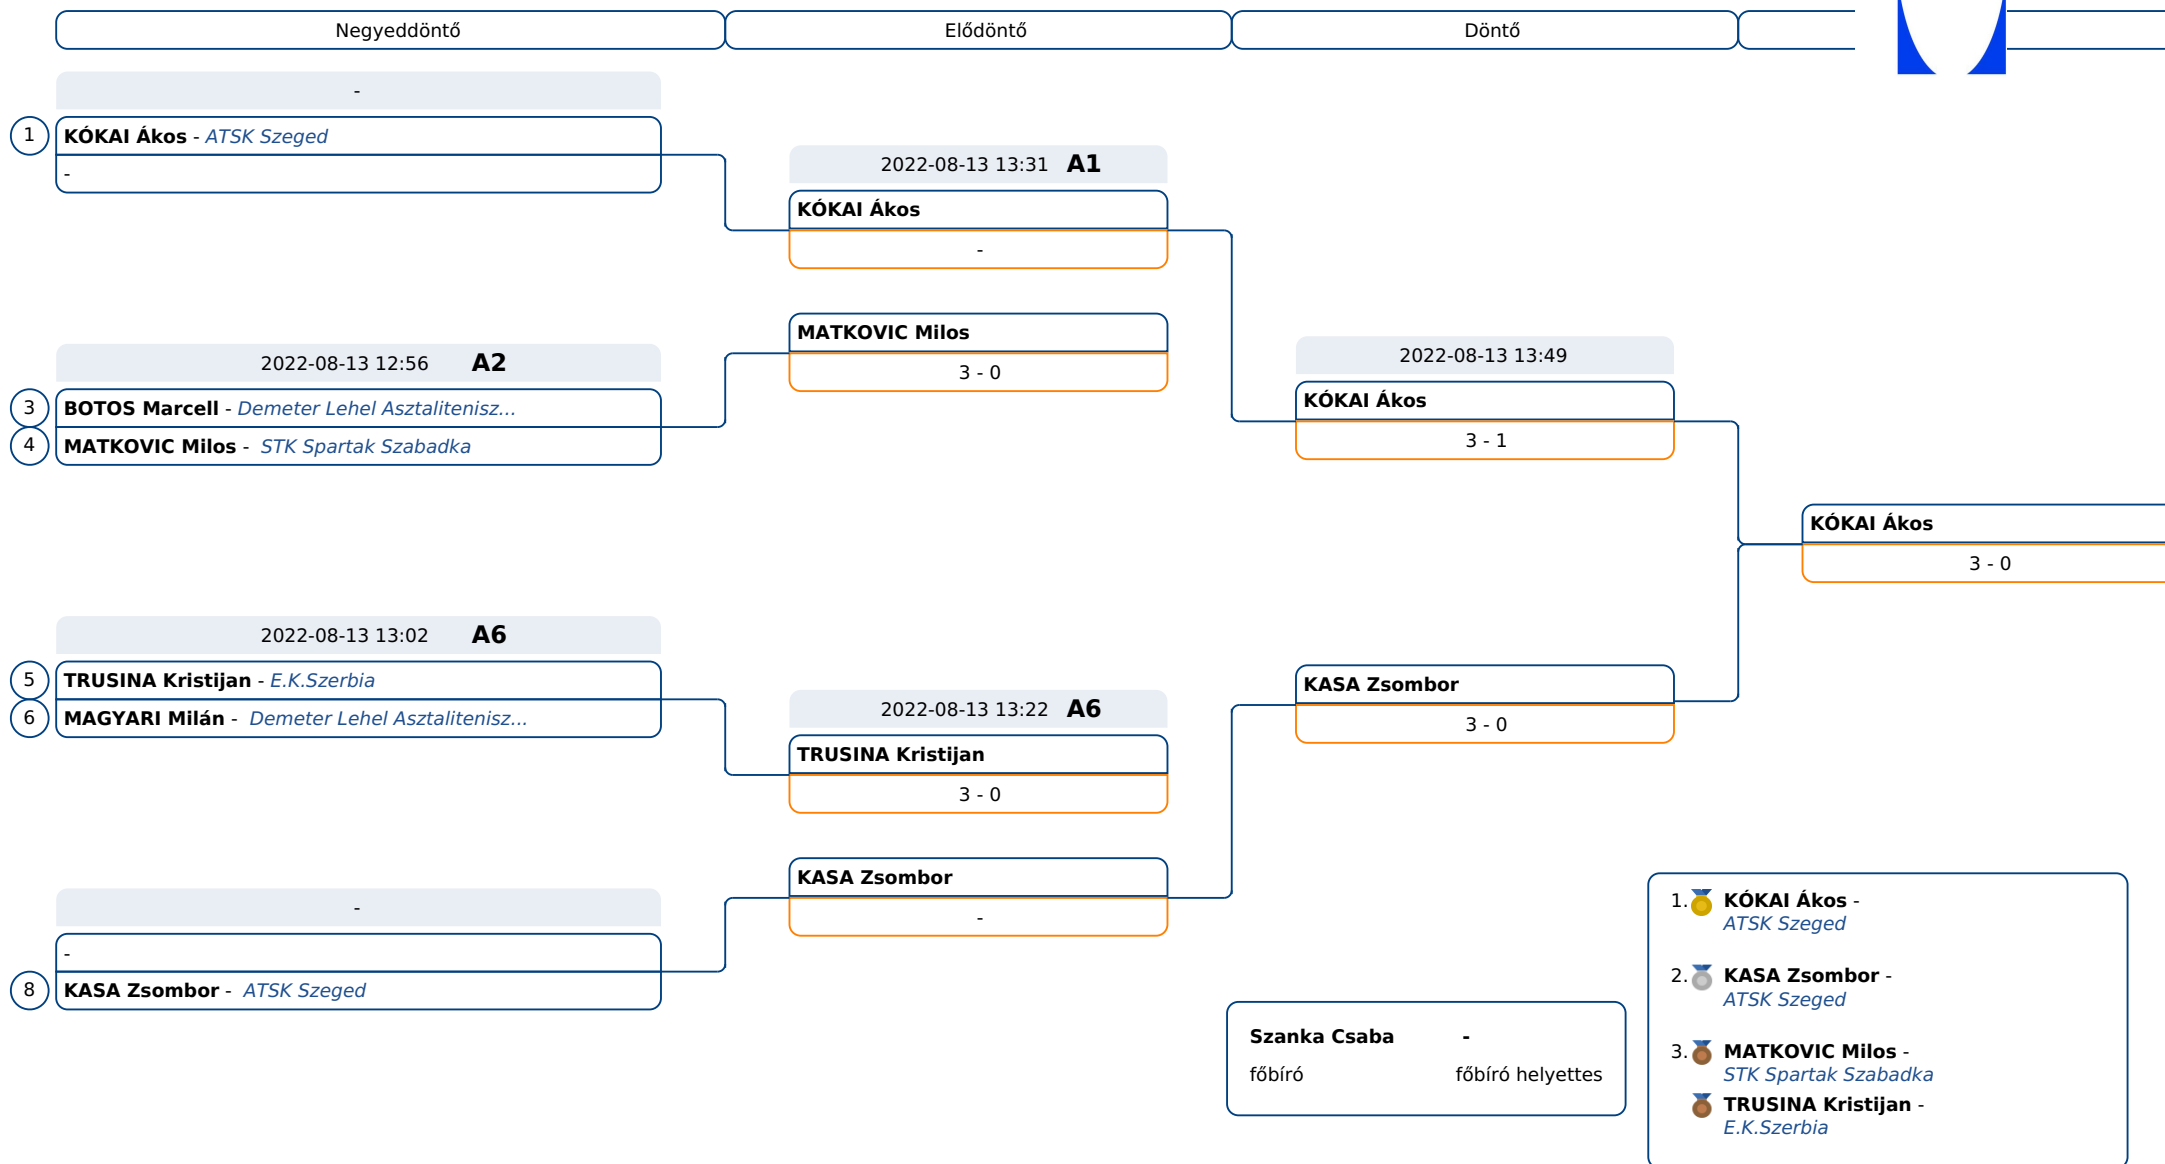 Negyeddöntő
Elődöntő
Döntő
-
1
KÓKAI Ákos - ATSK Szeged
-
2022-08-13 12:56 A2
3
BOTOS Marcell - Demeter Lehel Asztalitenisz...
4
MATKOVIC Milos - STK Spartak Szabadka
2022-08-13 13:02 A6
5
TRUSINA Kristijan - E.K.Szerbia
6
MAGYARI Milán - Demeter Lehel Asztalitenisz...
-
-
8
KASA Zsombor - ATSK Szeged
2022-08-13 13:31 A1
KÓKAI Ákos
-
MATKOVIC Milos
3 - 0
2022-08-13 13:22 A6
TRUSINA Kristijan
3 - 0
KASA Zsombor
-
2022-08-13 13:49
KÓKAI Ákos
3 - 1
KASA Zsombor
3 - 0
KÓKAI Ákos
3 - 0
Szanka Csaba -
főbíró főbíró helyettes
1. KÓKAI Ákos -
ATSK Szeged
2. KASA Zsombor -
ATSK Szeged
3. MATKOVIC Milos -
STK Spartak Szabadka
TRUSINA Kristijan -
E.K.Szerbia